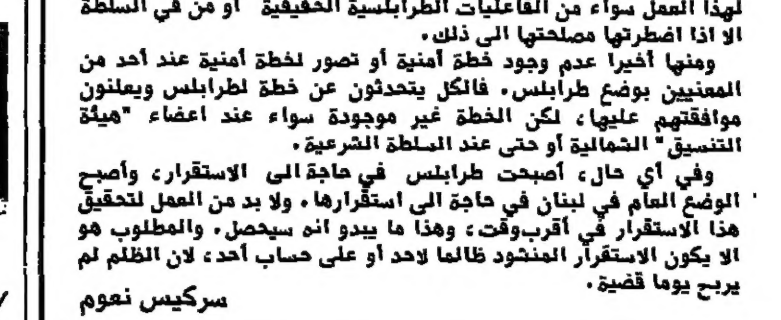 لهذا العمل سواء من الفاعليات الطرابلسية الحقيقية او من في السلطة
الا اذا اضطرتها مصلحتها الى ذلك.
ومنها أخيرا عدم وجود خطة أمنية أو تصور لخطة أمنية عند أحد من
المعنيين بوضع طرابلس. فالكل يتحدثون عن خطة لطرابلس ويعلنون
موافقتهم عليها، لكن الخطة غير موجودة سواء عند اعضاء "هيئة
التنسيق" الشمالية أو حتى عند السلطة الشرعية.
وفي أي حال، أصبحت طرابلس في حاجة الى الاستقرار، وأصبح
الوضع العام في لبنان في حاجة الى استقرارها. ولا بد من العمل لتحقيق
هذا الاستقرار في أقرب وقت، وهذا ما يبدو انه سيحصل. والمطلوب هو
الا يكون الاستقرار المنشود ظالما لاحد أو على حساب أحد، لان الظلم لم
يربح يوما قضية.
سركيس نعوم